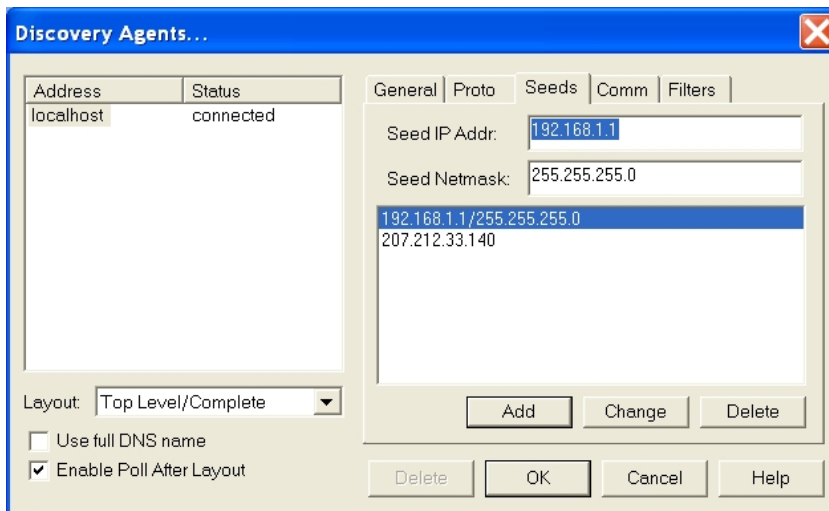 Discovery Agents...
Address Status
localhost connected
Layout: Top Level/Complete
Use full DNS name
Enable Poll After Layout
General Proto Seeds Comm Filters
Seed IP Addr: 192.168.1.1
Seed Netmask: 255.255.255.0
192.168.1.1/255.255.255.0
207.212.33.140
Add Change Delete
Delete OK Cancel Help